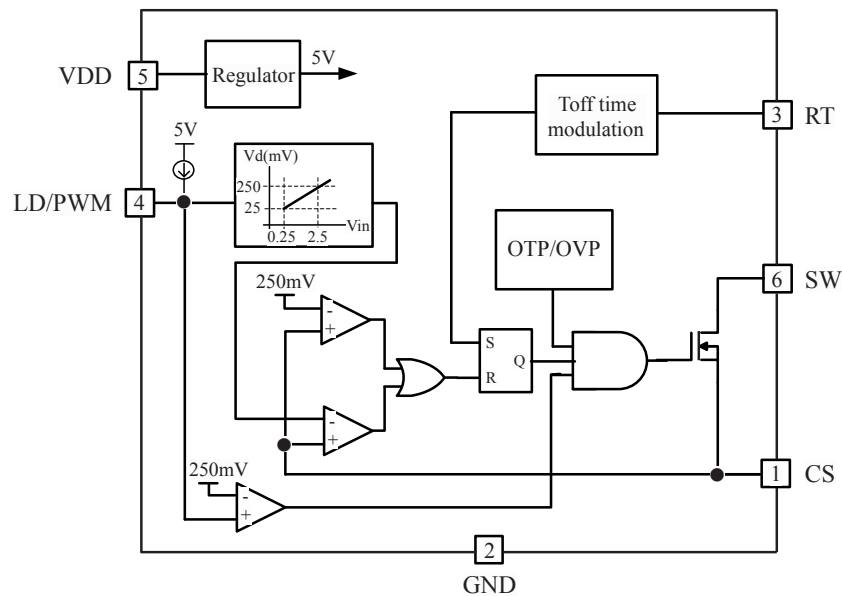 VDD
5
Regulator
5V
Toff time
modulation
3
RT
5V
LD/PWM
4
Vd(mV)
250
25
Vin
0.25
2.5
OTP/OVP
6
SW
250mV
-
+
S
Q
R
-
+
250mV
-
+
1
CS
2
GND